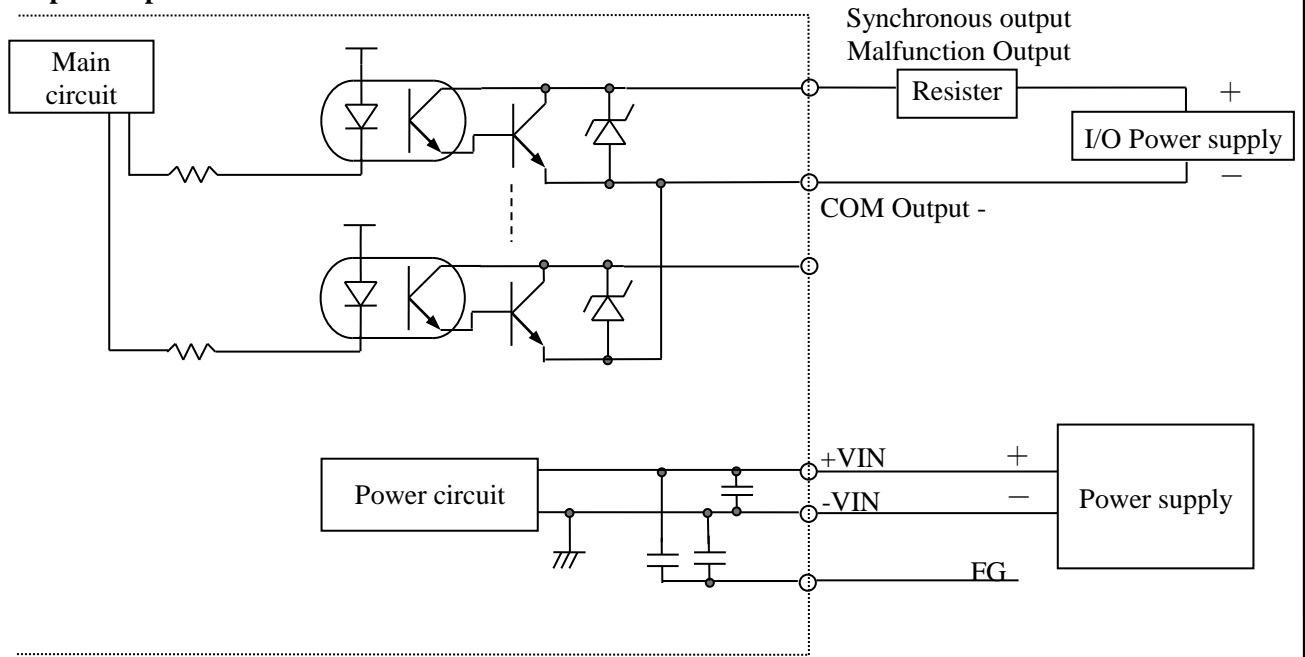 Synchronous output
Malfunction Output
Main
circuit
Resister
+
I/O Power supply
－
COM Output -
+VIN
+
Power circuit
-VIN
－
Power supply
FG